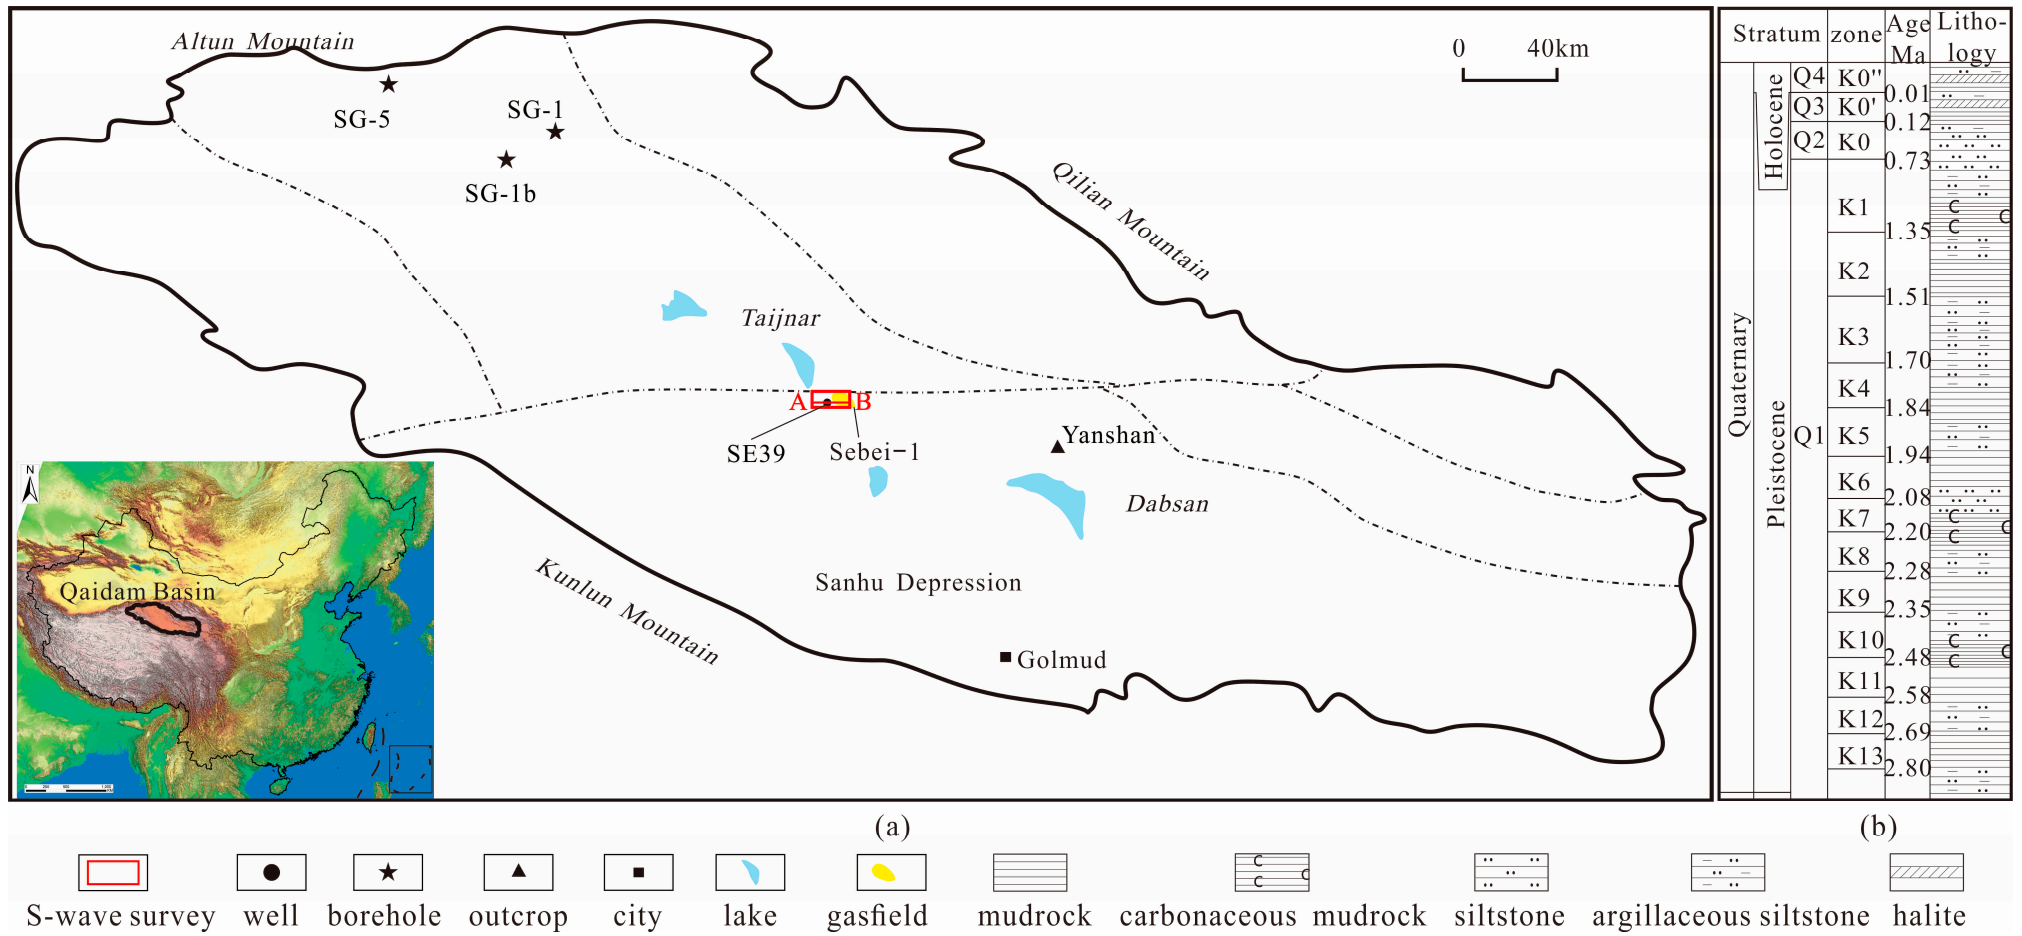 Altun Mountain
SG-5
SG-1
SG-1b
0 40km
Qilian Mountain
Taijnar
A B
SE39
Sebei-1
Yanshan
Dabsan
Sanhu Depression
Kunlun Mountain
Golmud
N
Qaidam Basin
(a)
Stratum zone Age Ma Litho-logy
Quaternary
Holocene
Pleistocene
Q4 K0''
0.01
Q3 K0'
0.12
Q2 K0
0.73
Q1
K1
1.35
K2
1.51
K3
1.70
K4
1.84
K5
1.94
K6
2.08
K7
2.20
K8
2.28
K9
2.35
K10
2.48
K11
2.58
K12
2.69
K13
2.80
C
C
C
C
C
C
C
C
C
(b)
C
C
C
S-wave survey well borehole outcrop city lake gasfield mudrock carbonaceous mudrock siltstone argillaceous siltstone halite